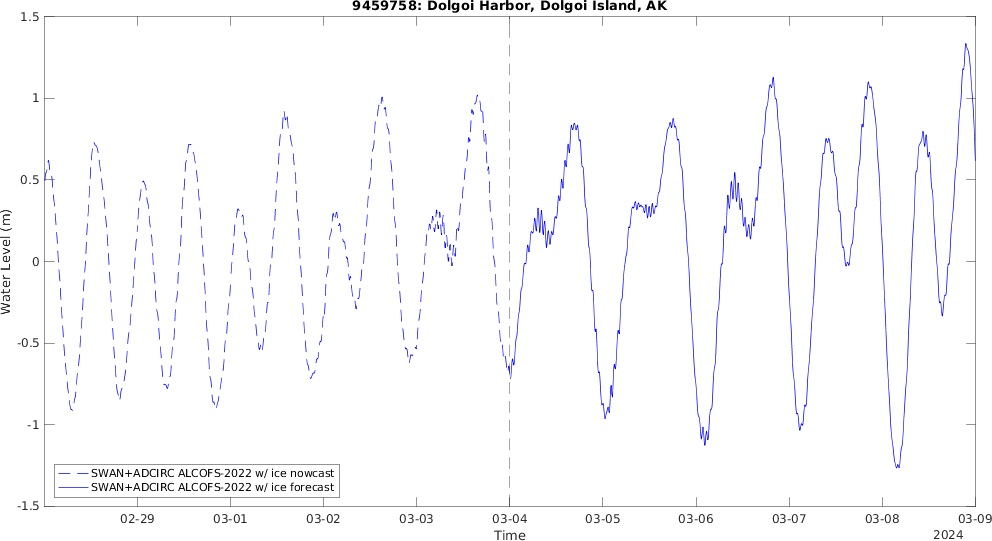 9459758: Dolgoi Harbor, Dolgoi Island, AK
1.5
1
0.5
0
-0.5
-1
-1.5
Water Level (m)
SWAN+ADCIRC ALCOFS-2022 w/ ice nowcast
SWAN+ADCIRC ALCOFS-2022 w/ ice forecast
02-29 03-01 03-02 03-03 03-04 03-05 03-06 03-07 03-08 03-09
Time
2024